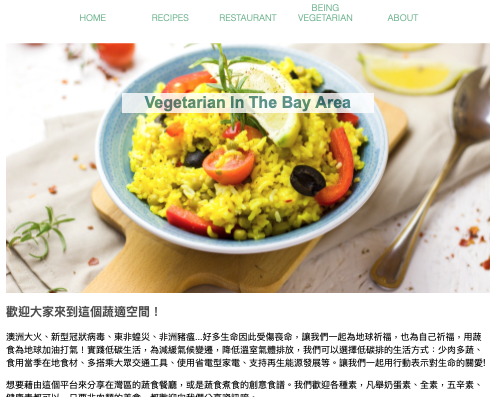 HOME RECIPES RESTAURANT BEING VEGETARIAN ABOUT
Vegetarian In The Bay Area
歡迎大家來到這個蔬適空間！
澳洲大火、新型冠狀病毒、東非蝗災、非洲豬瘟...好多生命因此受傷喪命，讓我們一起為地球祈福，也為自己祈福，用蔬
食為地球加油打氣！實踐低碳生活，為減緩氣候變遷，降低溫室氣體排放，我們可以選擇低碳排的生活方式：少肉多蔬、
食用當季在地食材、多搭乘大眾交通工具、使用省電型家電、支持再生能源發展等。讓我們一起用行動表示對生命的關愛!
想要藉由這個平台來分享在灣區的蔬食餐廳，或是蔬食煮食的創意食譜。我們歡迎各種素，凡舉奶蛋素、全素，五辛素、